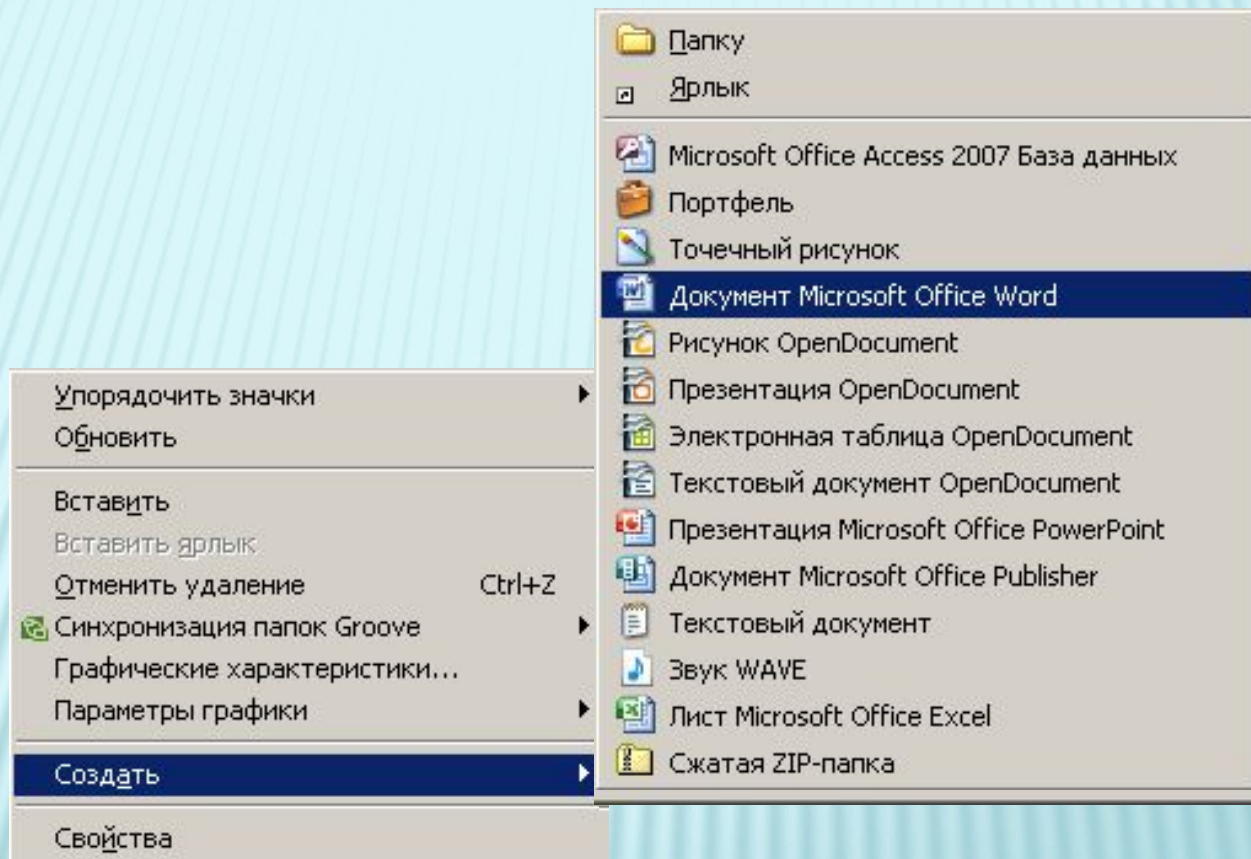 Упорядочить значки
Обновить
Вставить
Вставить ярлык
Отменить удаление Ctrl+Z
Синхронизация папок Groove
Графические характеристики...
Параметры графики
Создать
Свойства
Папку
Ярлык
Microsoft Office Access 2007 База данных
Портфель
Точечный рисунок
Документ Microsoft Office Word
Рисунок OpenDocument
Презентация OpenDocument
Электронная таблица OpenDocument
Текстовый документ OpenDocument
Презентация Microsoft Office PowerPoint
Документ Microsoft Office Publisher
Текстовый документ
Звук WAVE
Лист Microsoft Office Excel
Сжатая ZIP-папка